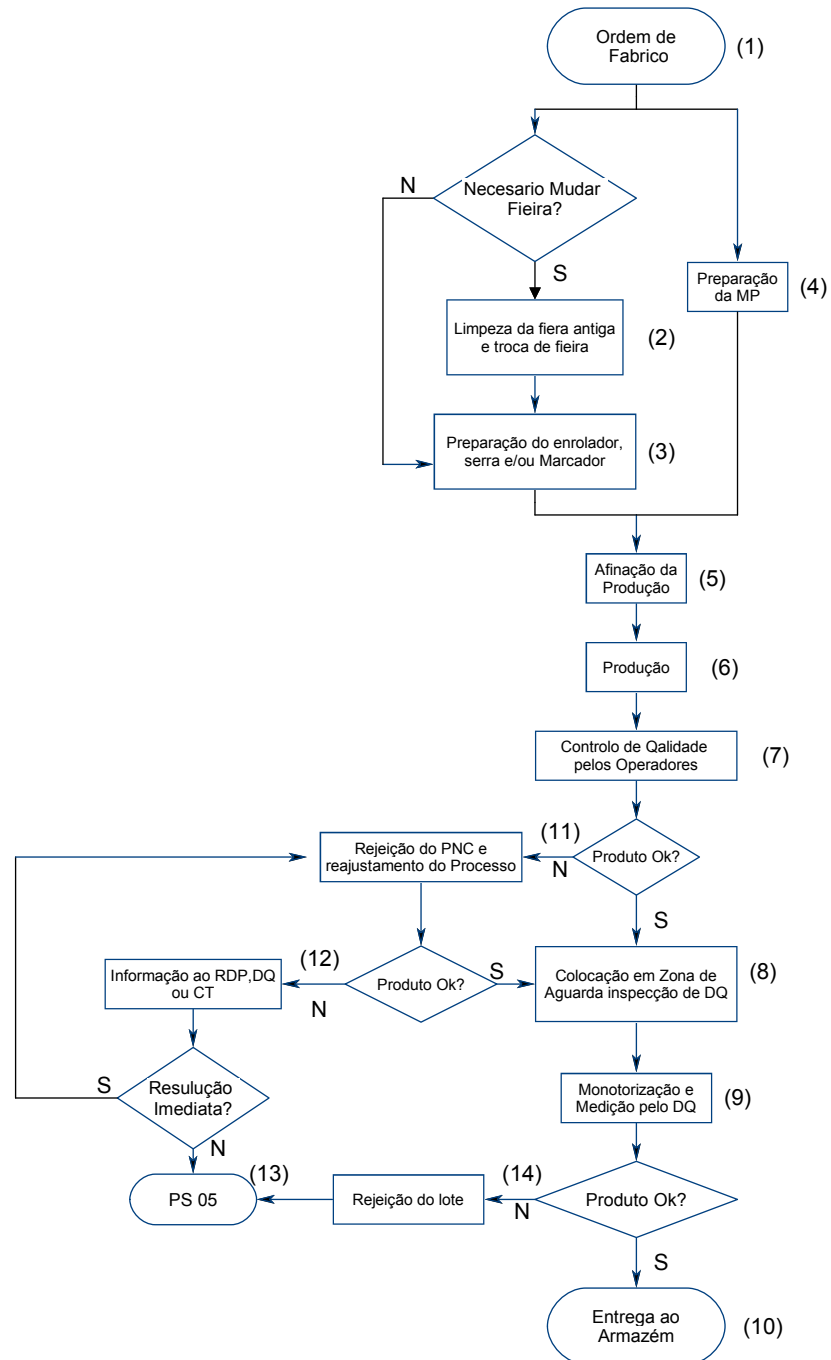 Ordem de
Fabrico
(1)
N
Necesario Mudar
Fieira?
S
Preparação
da MP
(4)
Limpeza da fiera antiga
e troca de fieira
(2)
Preparação do enrolador,
serra e/ou Marcador
(3)
Afinação da
Produção
(5)
Produção
(6)
Controlo de Qalidade
pelos Operadores
(7)
Rejeição do PNC e
reajustamento do Processo
(11)
N
Produto Ok?
S
Informação ao RDP,DQ
ou CT
(12)
N
Produto Ok?
S
Colocação em Zona de
Aguarda inspecção de DQ
(8)
S
Resulução
Imediata?
N
Monotorização e
Medição pelo DQ
(9)
PS 05
(13)
Rejeição do lote
(14)
N
Produto Ok?
S
Entrega ao
Armazém
(10)